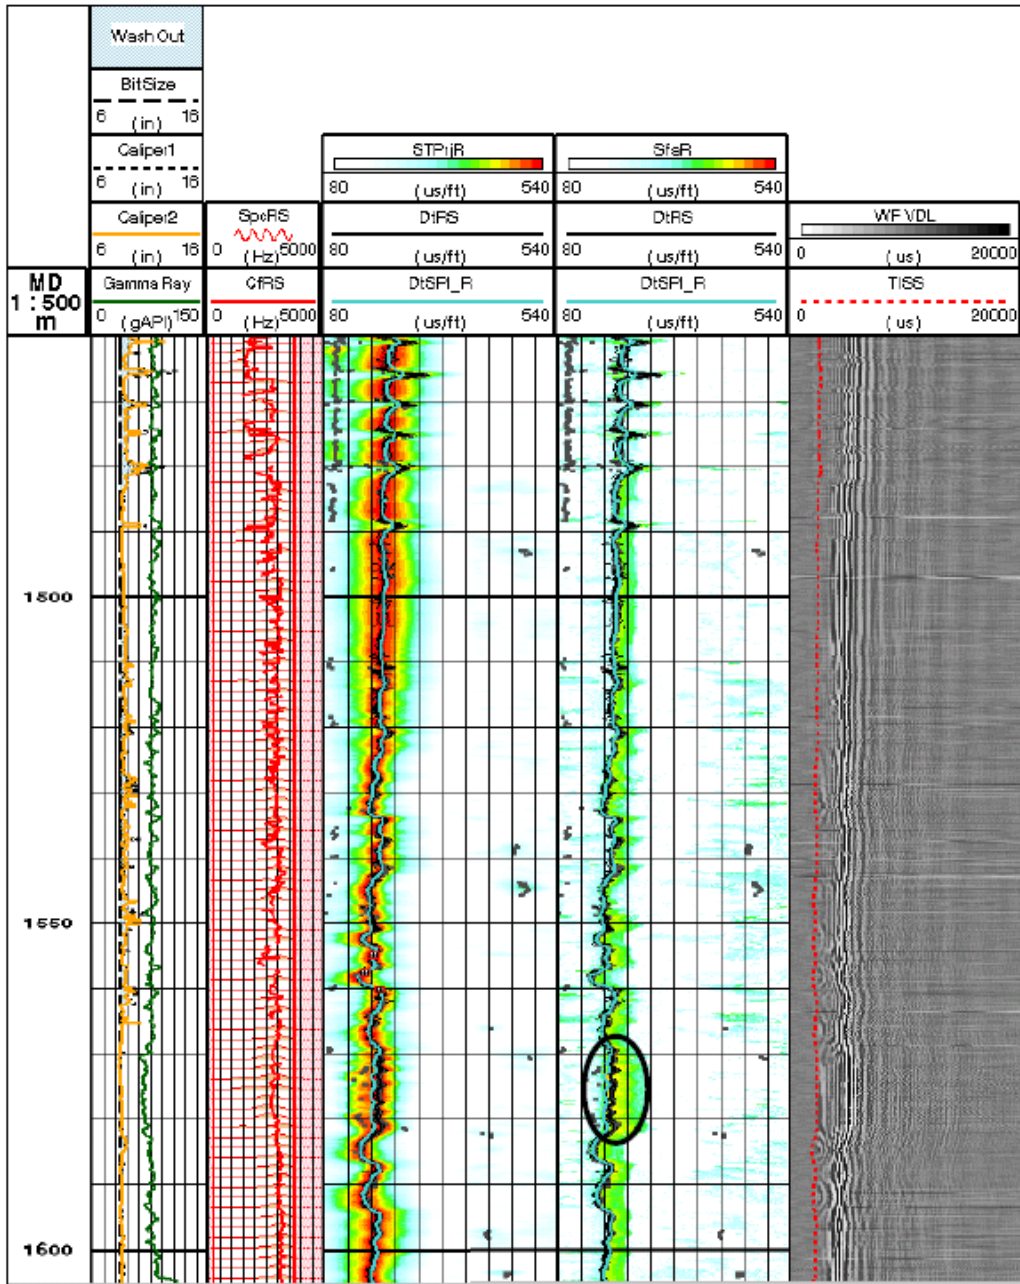 Wash Out
BitSize
6 (in) 16
Caliper1
6 (in) 16
Caliper2
6 (in) 16
Gamma Ray
0 (gAPI) 150
MD
1 : 500
m
SpcRS
0 (Hz) 5000
CfRS
0 (Hz) 5000
STPrjR
80 (us/ft) 540
DtRS
80 (us/ft) 540
DtSPI_R
80 (us/ft) 540
SfaR
80 (us/ft) 540
DtRS
80 (us/ft) 540
DtSPI_R
80 (us/ft) 540
WF VDL
0 (us) 20000
TISS
0 (us) 20000
1500
1550
1600